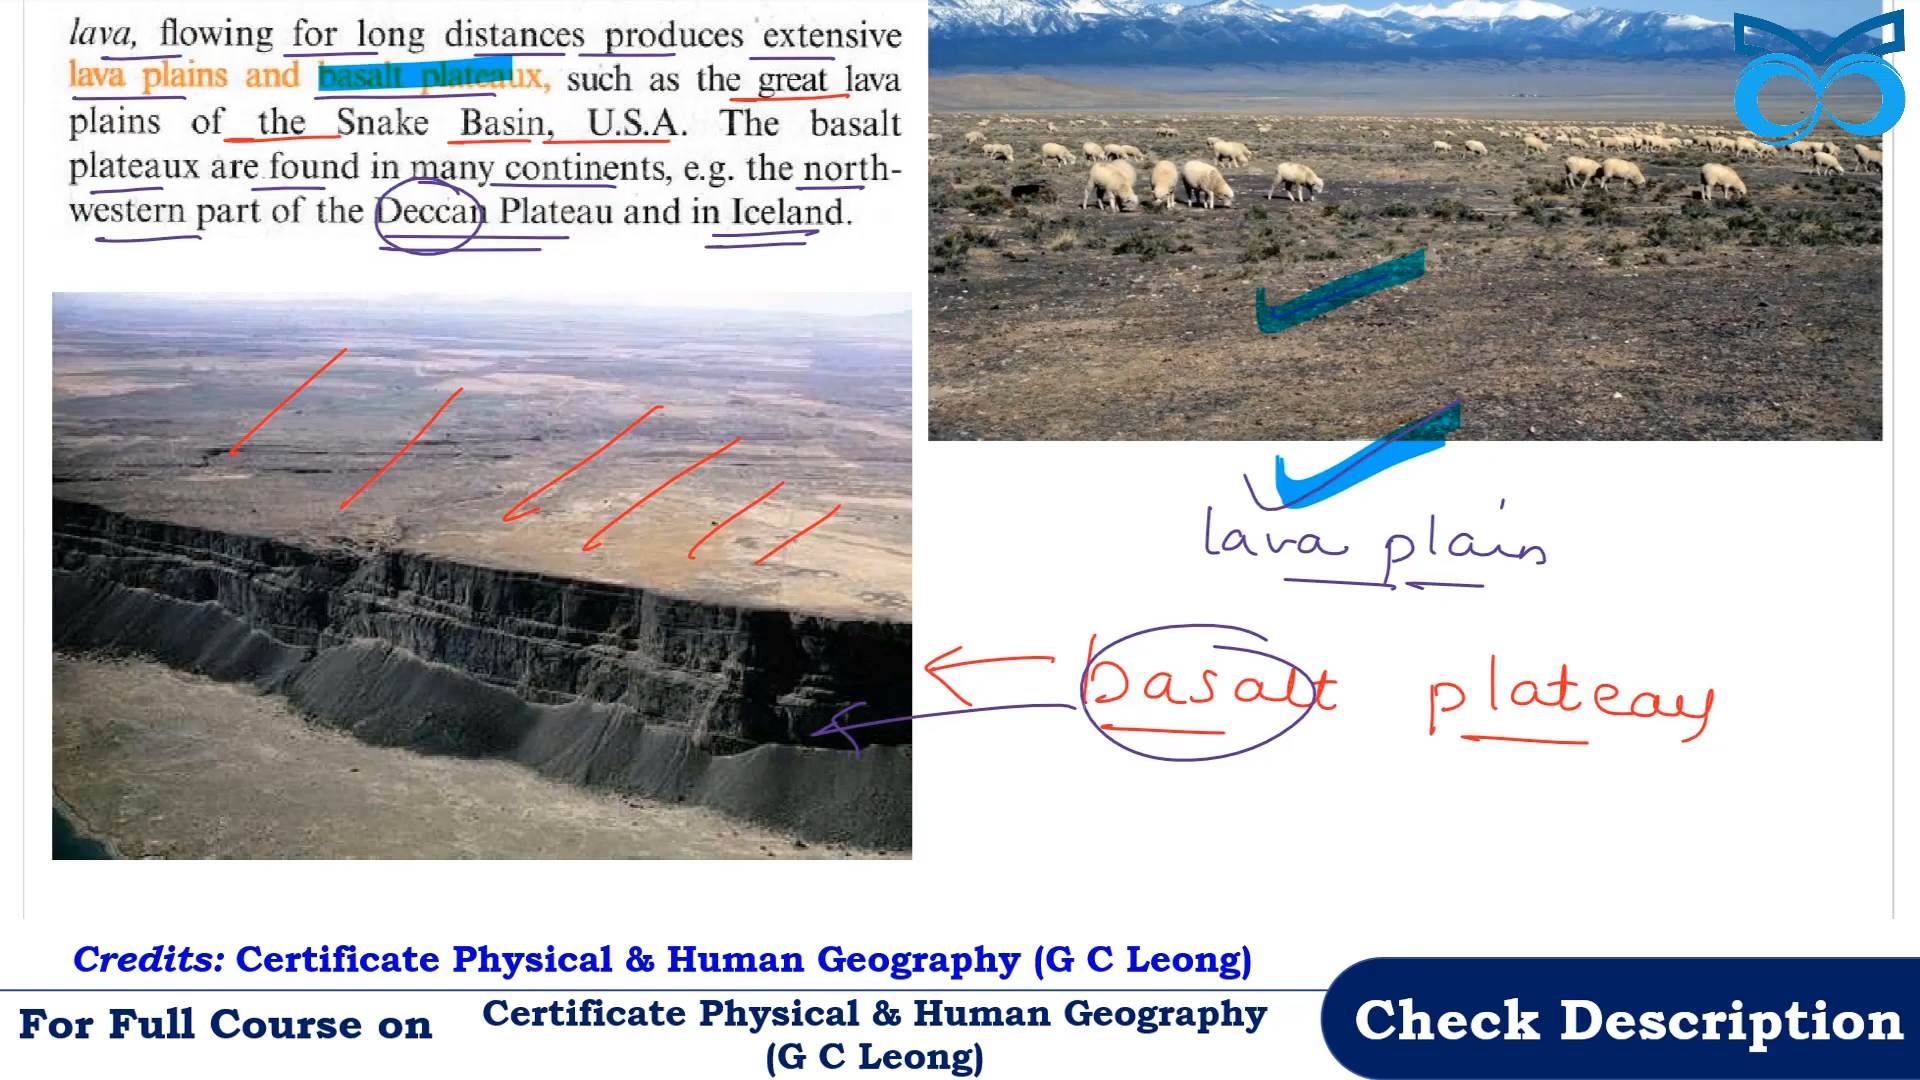 lava, flowing for long distances produces extensive
lava plains and basalt plateaux, such as the great lava
plains of the Snake Basin, U.S.A. The basalt
plateaux are found in many continents, e.g. the north-
western part of the Deccan Plateau and in Iceland.
lava plain
basalt plateay
Credits: Certificate Physical & Human Geography (G C Leong)
For Full Course on
Certificate Physical & Human Geography
(G C Leong)
Check Description